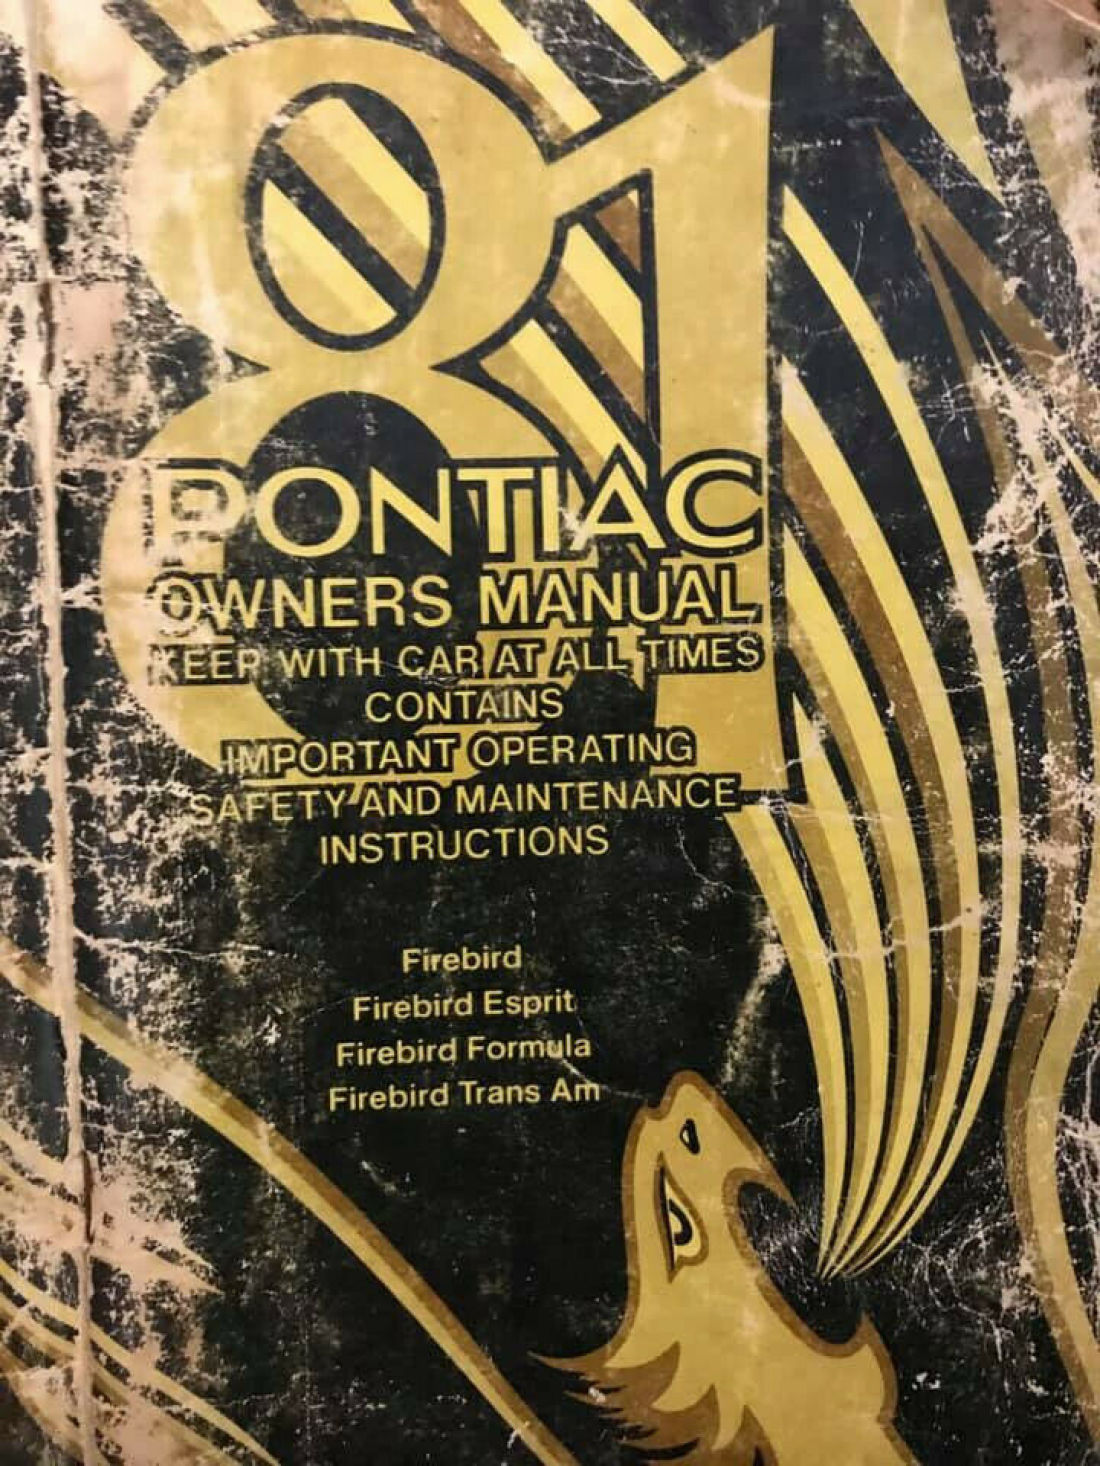 81
PONTIAC
OWNERS MANUAL
KEEP WITH CAR AT ALL TIMES
CONTAINS
IMPORTANT OPERATING
SAFETY AND MAINTENANCE
INSTRUCTIONS
Firebird
Firebird Esprit
Firebird Formula
Firebird Trans Am